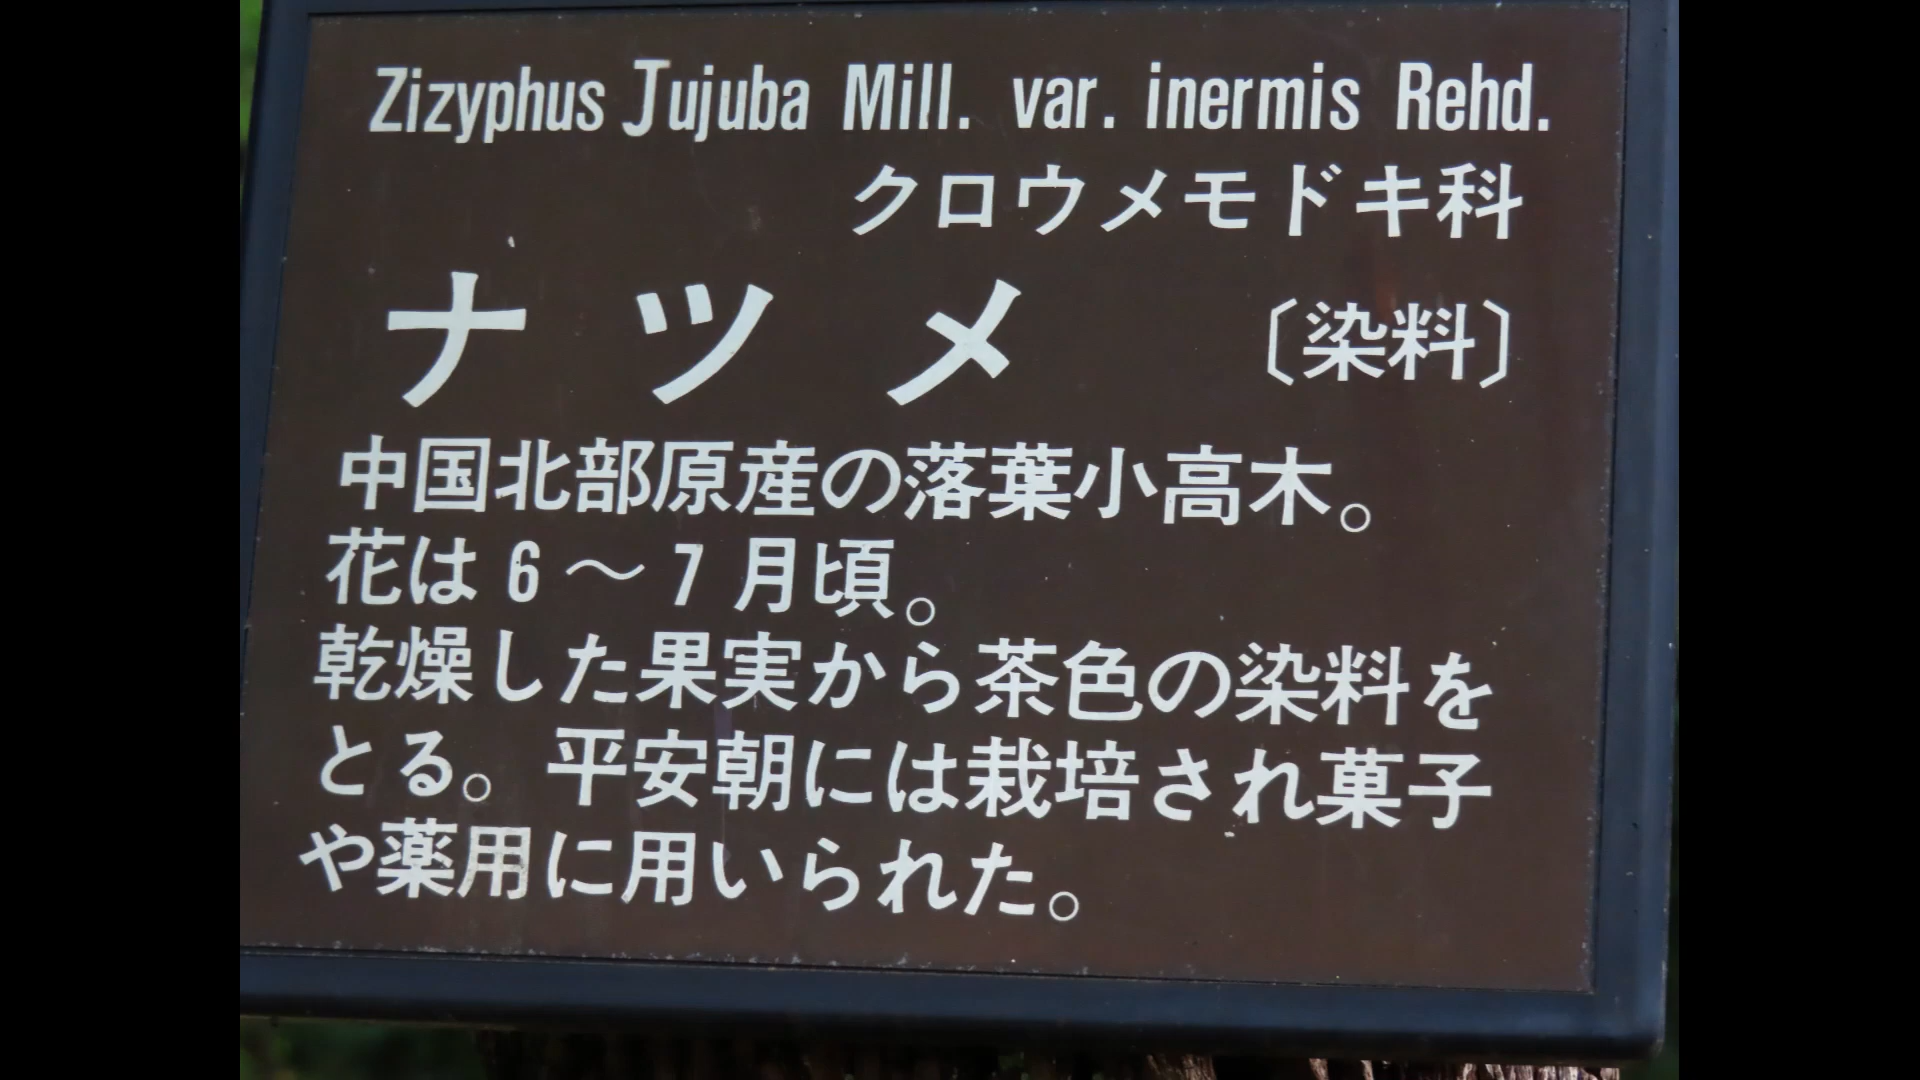 Zizyphus Jujuba Mill. var. inermis Rehd.
クロウメモドキ科
ナツメ 〔染料〕
中国北部原産の落葉小高木。
花は6〜7月頃。
乾燥した果実から茶色の染料を
とる。平安朝には栽培され菓子
や薬用に用いられた。